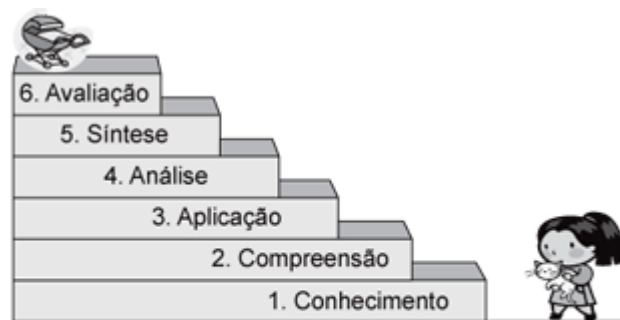 6. Avaliação
5. Síntese
4. Análise
3. Aplicação
2. Compreensão
1. Conhecimento